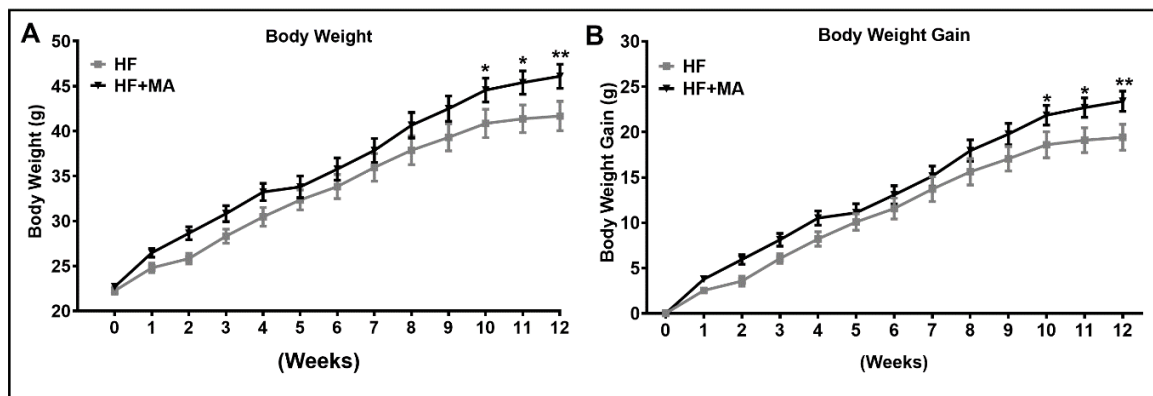 A
Body Weight
HF
HF+MA
Body Weight (g)
50
45
40
35
30
25
20
* * **
0 1 2 3 4 5 6 7 8 9 10 11 12
(Weeks)
B
Body Weight Gain
HF
HF+MA
Body Weight Gain (g)
30
25
20
15
10
5
0
* * **
0 1 2 3 4 5 6 7 8 9 10 11 12
(Weeks)